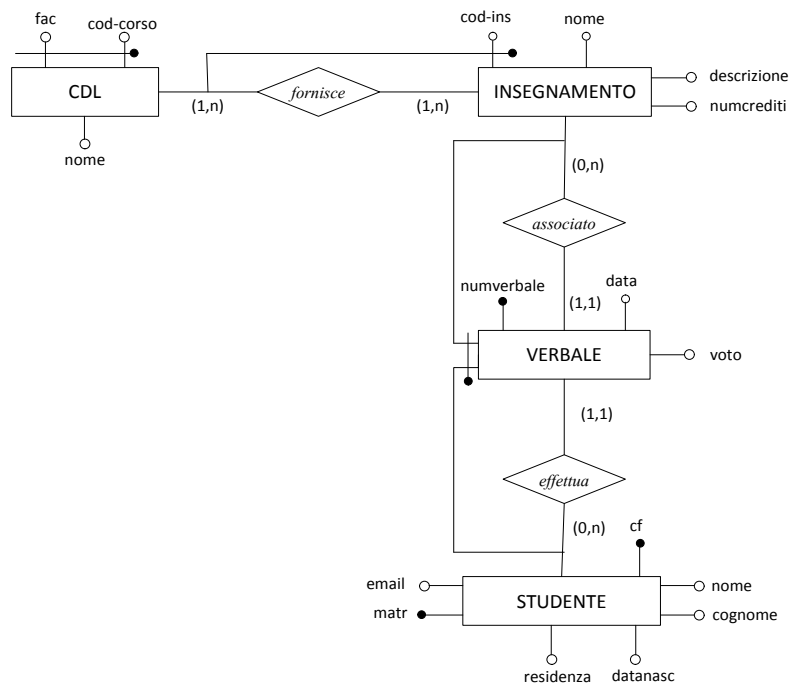 fac
cod-corso
cod-ins
nome
CDL
(1,n)
fornisce
(1,n)
INSEGNAMENTO
descrizione
numcrediti
nome
(0,n)
associato
numverbale
data
(1,1)
VERBALE
voto
(1,1)
effettua
(0,n)
cf
email
matr
STUDENTE
nome
cognome
residenza
datanasc